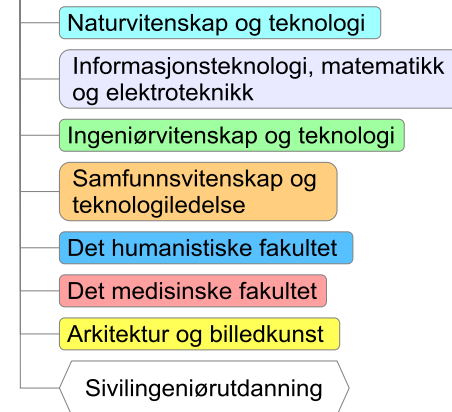 Naturvitenskap og teknologi
Informasjonsteknologi, matematikk
og elektroteknikk
Ingeniørvitenskap og teknologi
Samfunnsvitenskap og
teknologiledelse
Det humanistiske fakultet
Det medisinske fakultet
Arkitektur og billedkunst
Sivilingeniørutdanning